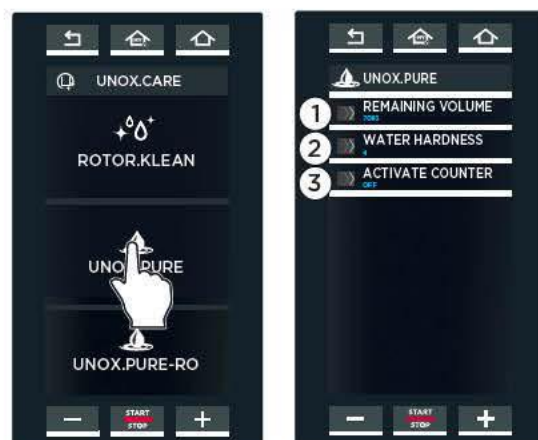 UNOX.CARE
ROTOR.KLEAN
UNOX.PURE-RO
START
STOP
UNOX.PURE
1 REMAINING VOLUME
2 WATER HARDNESS
3 ACTIVATE COUNTER
OFF
START
STOP